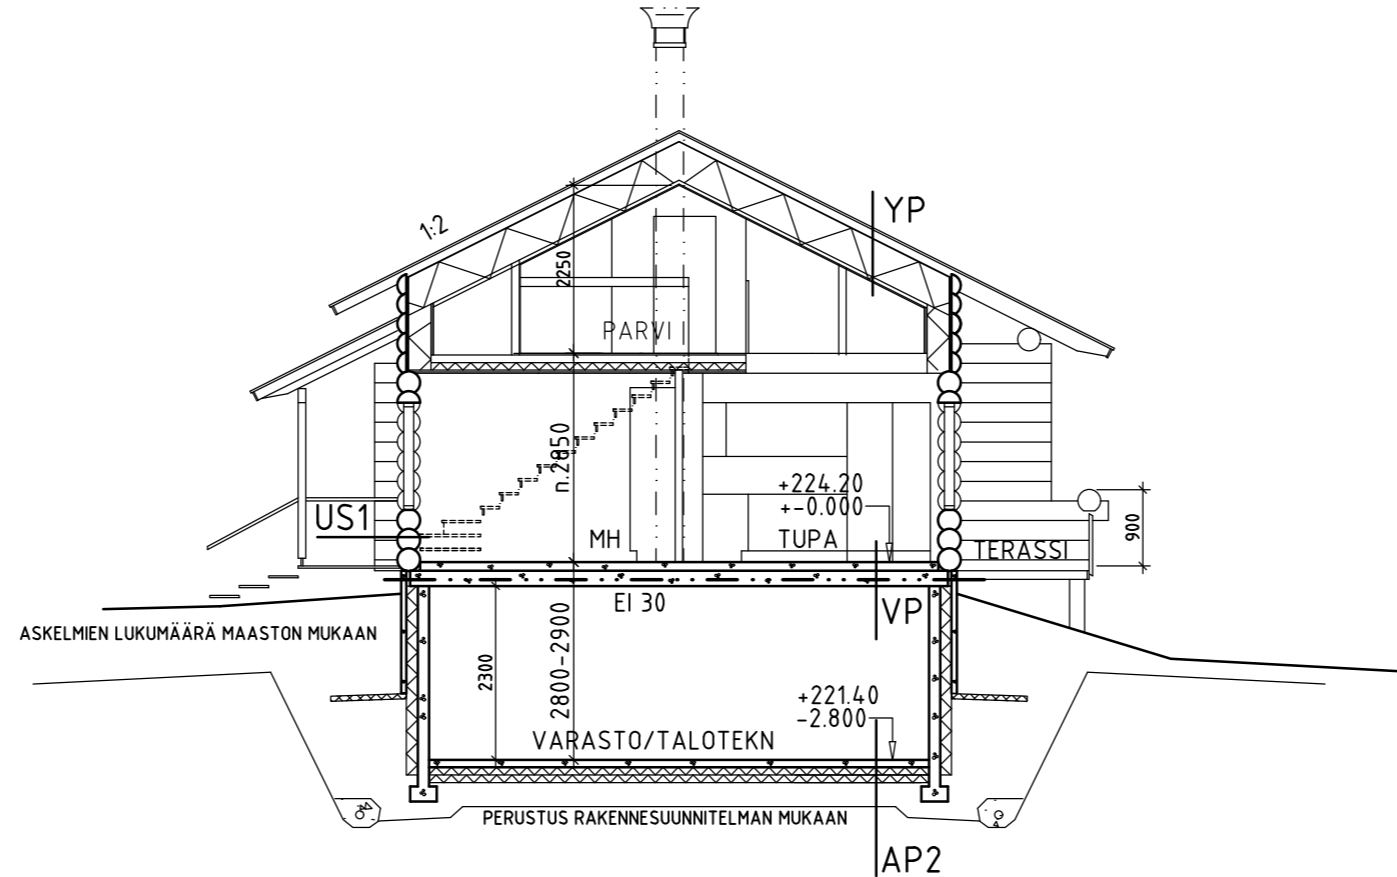 YP
1:2
2250
PARVI
n.2850
+224.20
+-0.000
US1
MH
TUPA
TERASSI
900
EI 30
VP
ASKELMIEN LUKUMÄÄRÄ MAASTON MUKAAN
2300
2800-2900
+221.40
-2.800
VARASTO/TALOTEKN
PERUSTUS RAKENNESUUNNITELMAN MUKAAN
AP2